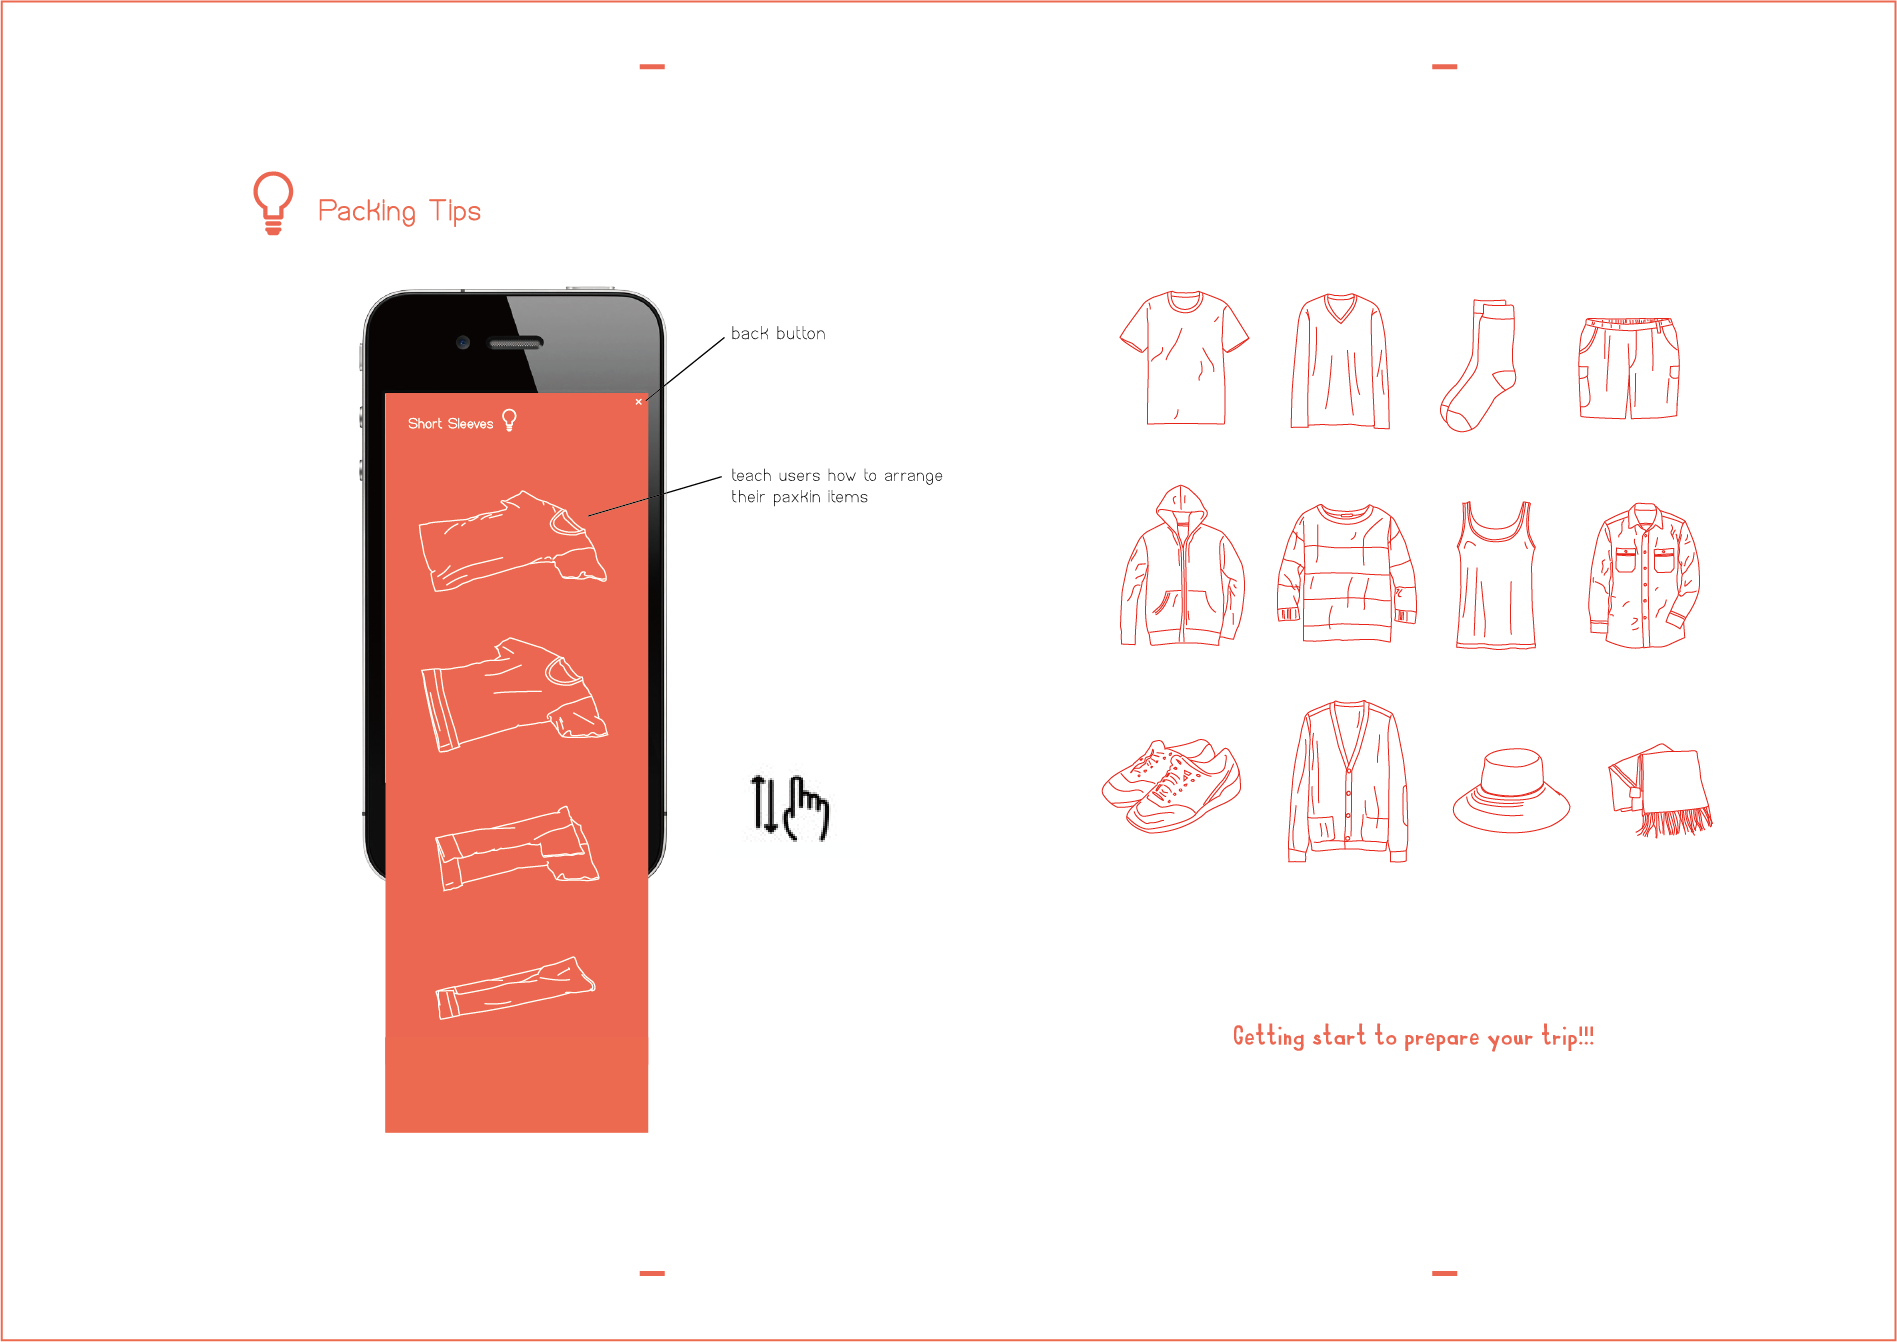 Packing Tips
back button
Short Sleeves
teach users how to arrange
their paxkin items
Getting start to prepare your trip!!!